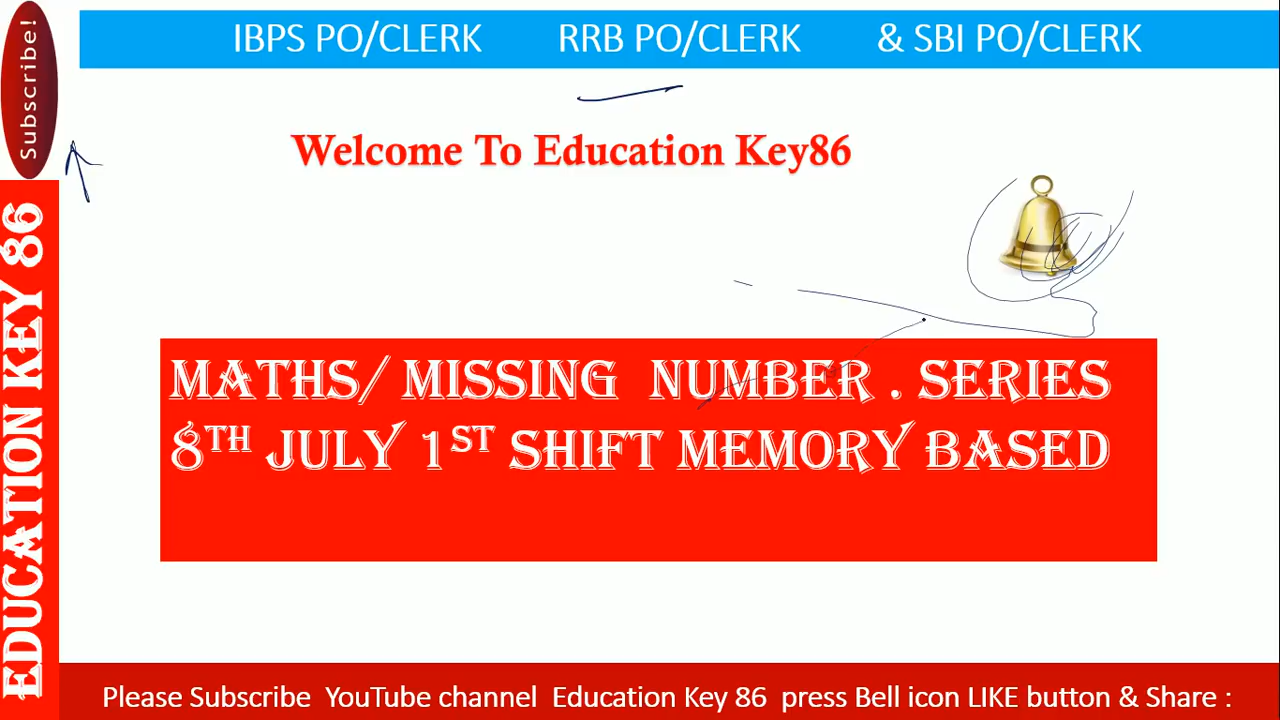 IBPS PO/CLERK RRB PO/CLERK & SBI PO/CLERK
Subscribe!
Welcome To Education Key86
EDUCATION KEY 86
MATHS/ MISSING NUMBER . SERIES
8TH JULY 1ST SHIFT MEMORY BASED
Please Subscribe YouTube channel Education Key 86 press Bell icon LIKE button & Share :